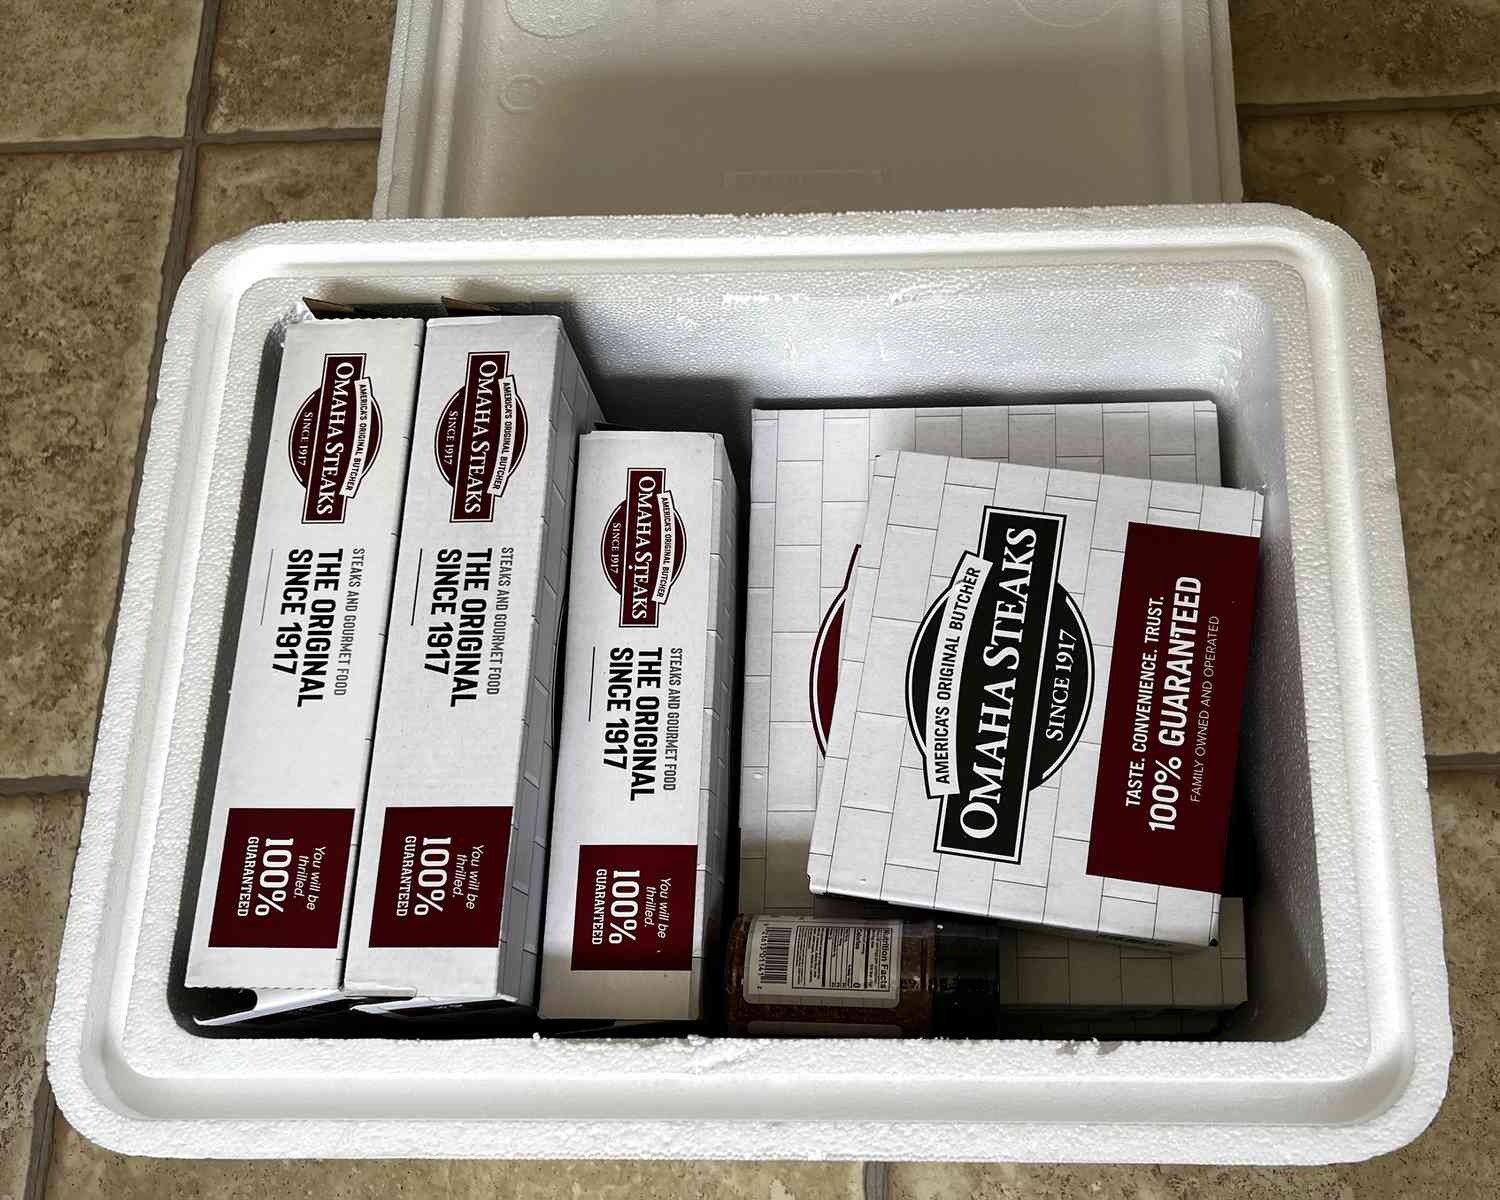 AMERICA'S ORIGINAL BUTCHER
OMAHA STEAKS
SINCE 1917
STEAKS AND GOURMET FOOD
THE ORIGINAL
SINCE 1917
You will be
thrilled.
100%
GUARANTEED
AMERICA'S ORIGINAL BUTCHER
OMAHA STEAKS
SINCE 1917
STEAKS AND GOURMET FOOD
THE ORIGINAL
SINCE 1917
You will be
thrilled.
100%
GUARANTEED
AMERICA'S ORIGINAL BUTCHER
OMAHA STEAKS
SINCE 1917
STEAKS AND GOURMET FOOD
THE ORIGINAL
SINCE 1917
You will be
thrilled.
100%
GUARANTEED
AMERICA'S ORIGINAL BUTCHER
OMAHA STEAKS
SINCE 1917
TASTE. CONVENIENCE. TRUST.
100% GUARANTEED
FAMILY OWNED AND OPERATED
Nutrition Facts
Calories